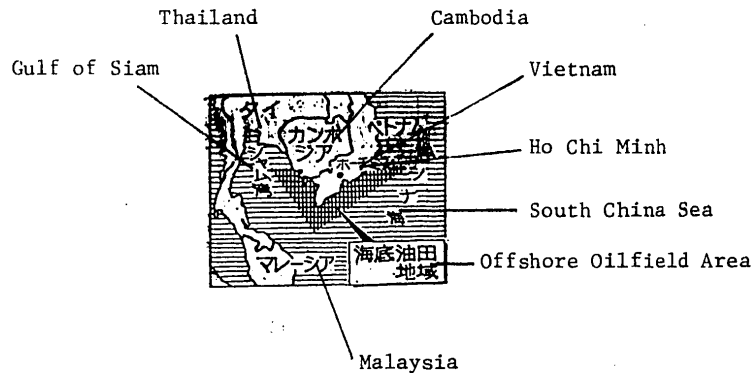 Thailand
Cambodia
Gulf of Siam
Vietnam
タイ
カンボ
ジア
ベトナム
Ho Chi Minh
シャム湾
South China Sea
海底油田
地域
Offshore Oilfield Area
マレーシア
Malaysia